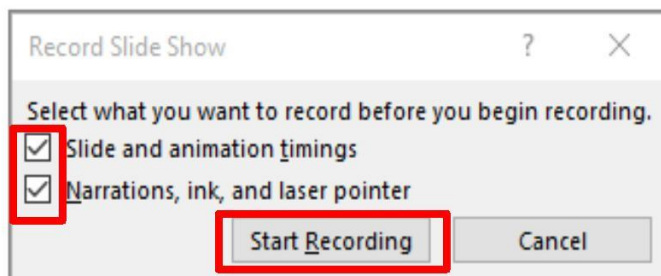 Record Slide Show ?
Select what you want to record before you begin recording.
Slide and animation timings
Narrations, ink, and laser pointer
Start Recording Cancel